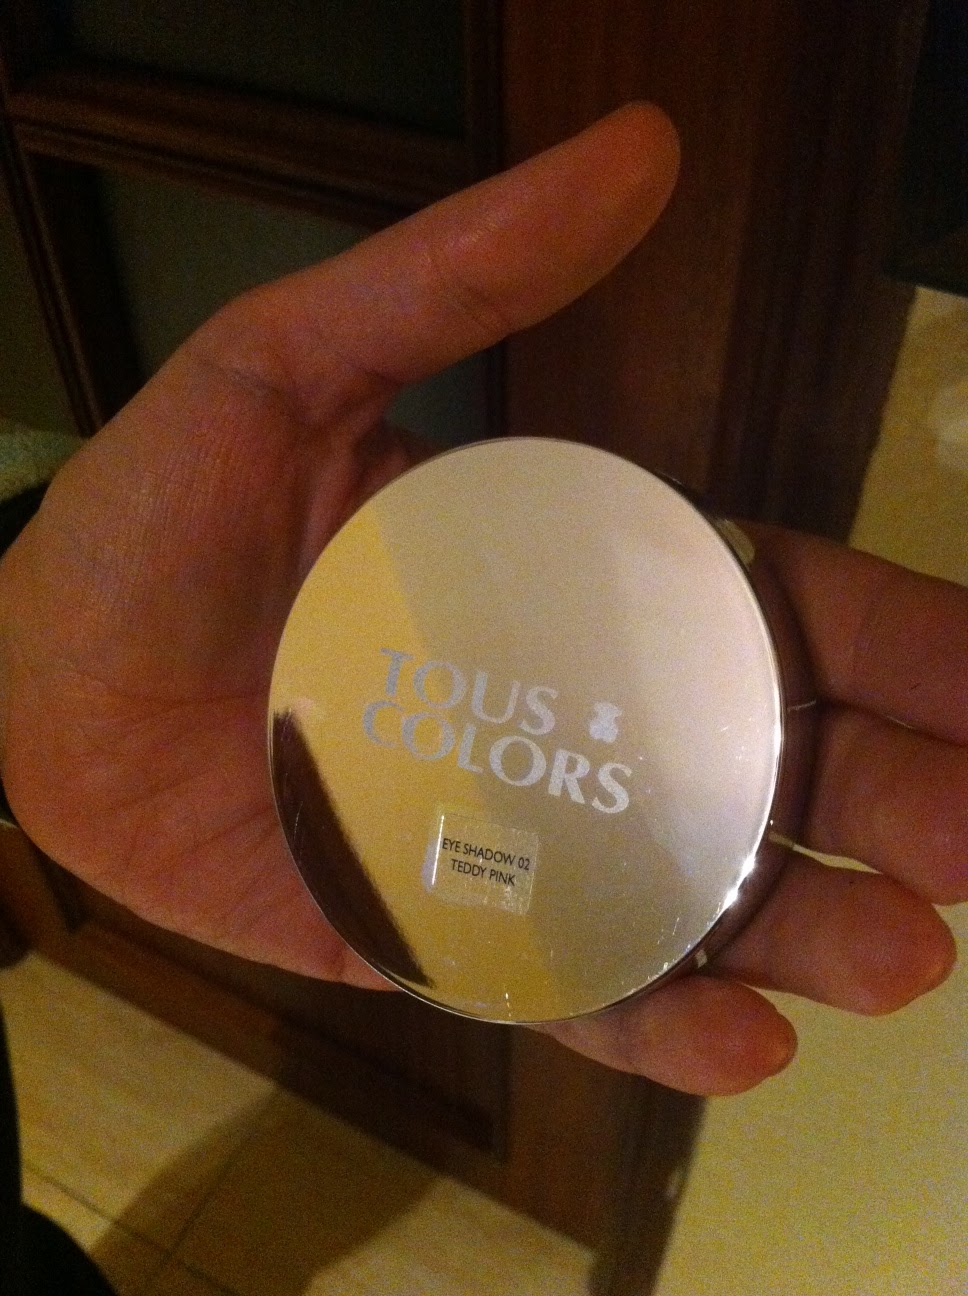 TOUS
COLORS
EYE SHADOW 02
TEDDY PINK